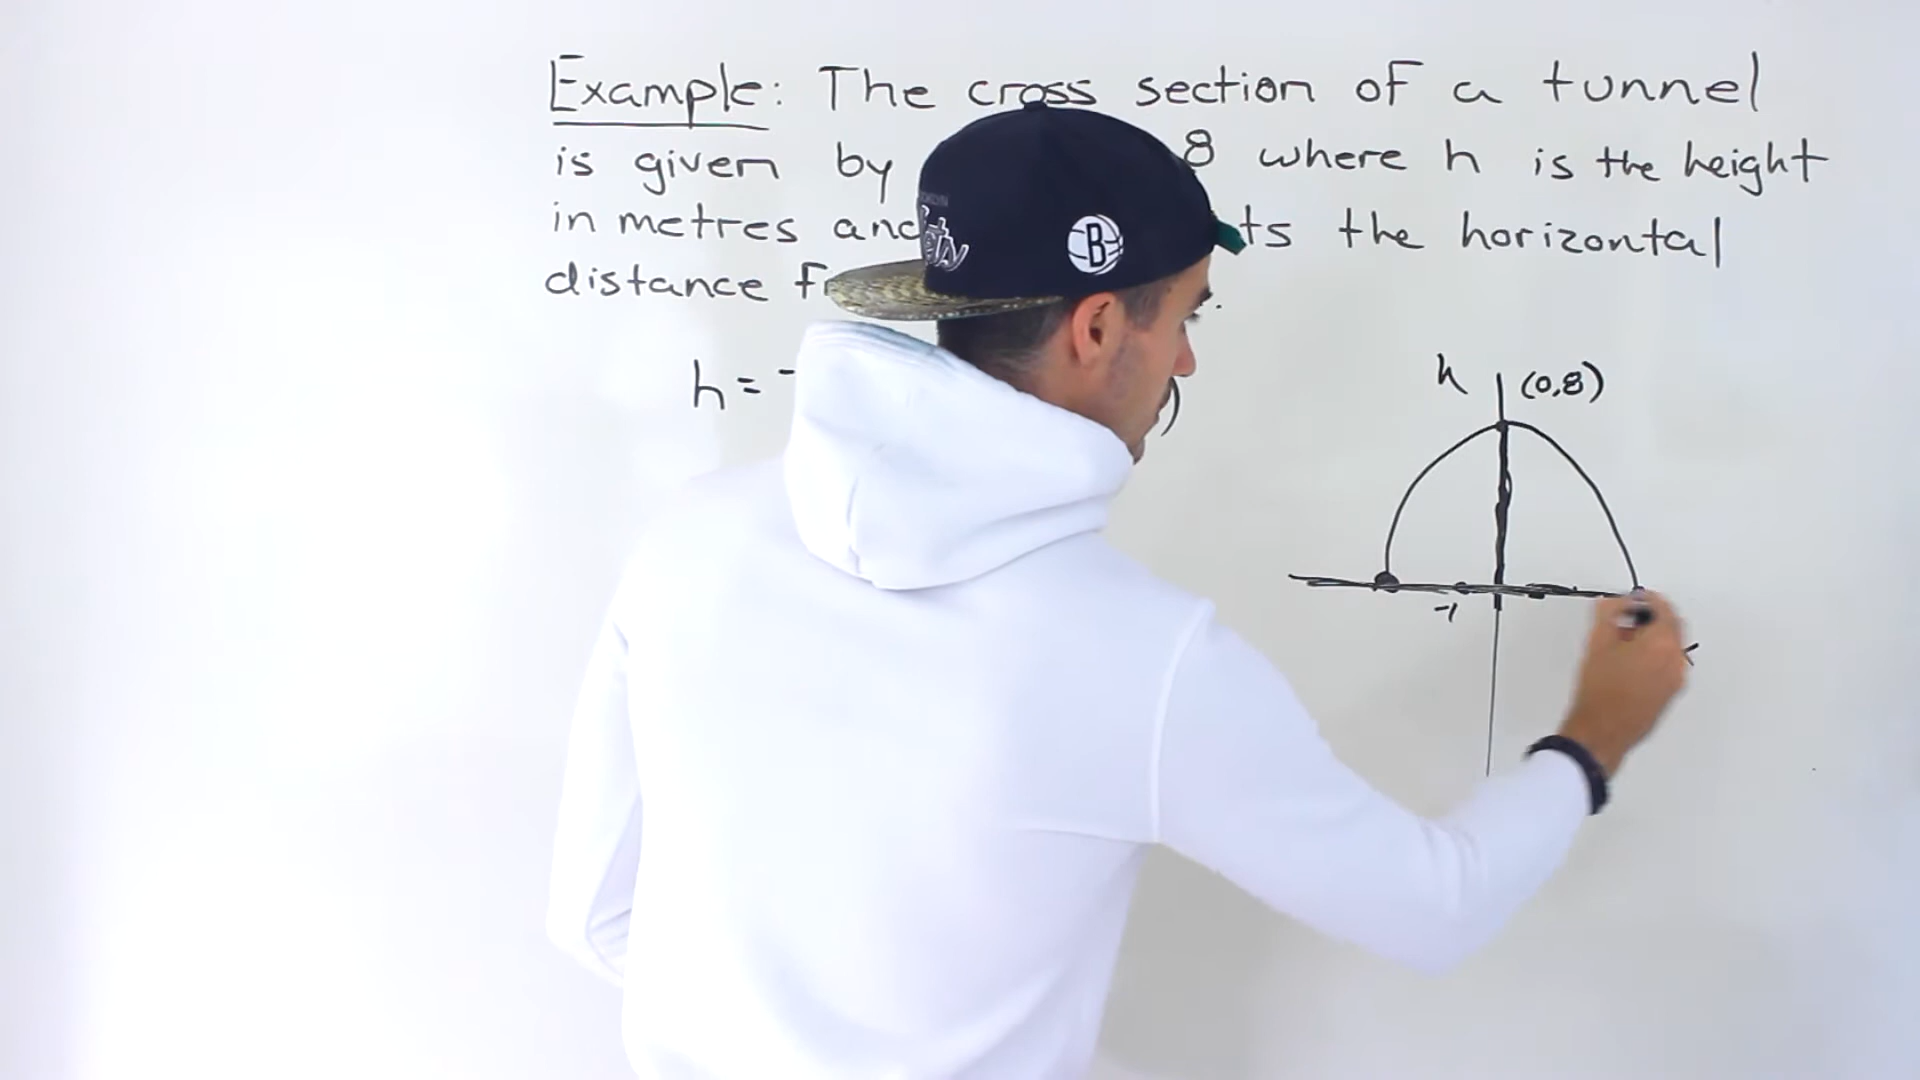 Example: The cross section of a tunnel
is given by 8 where h is the height
in metres and ts the horizontal
distance f
h = - )
h (0,8)
-1
B